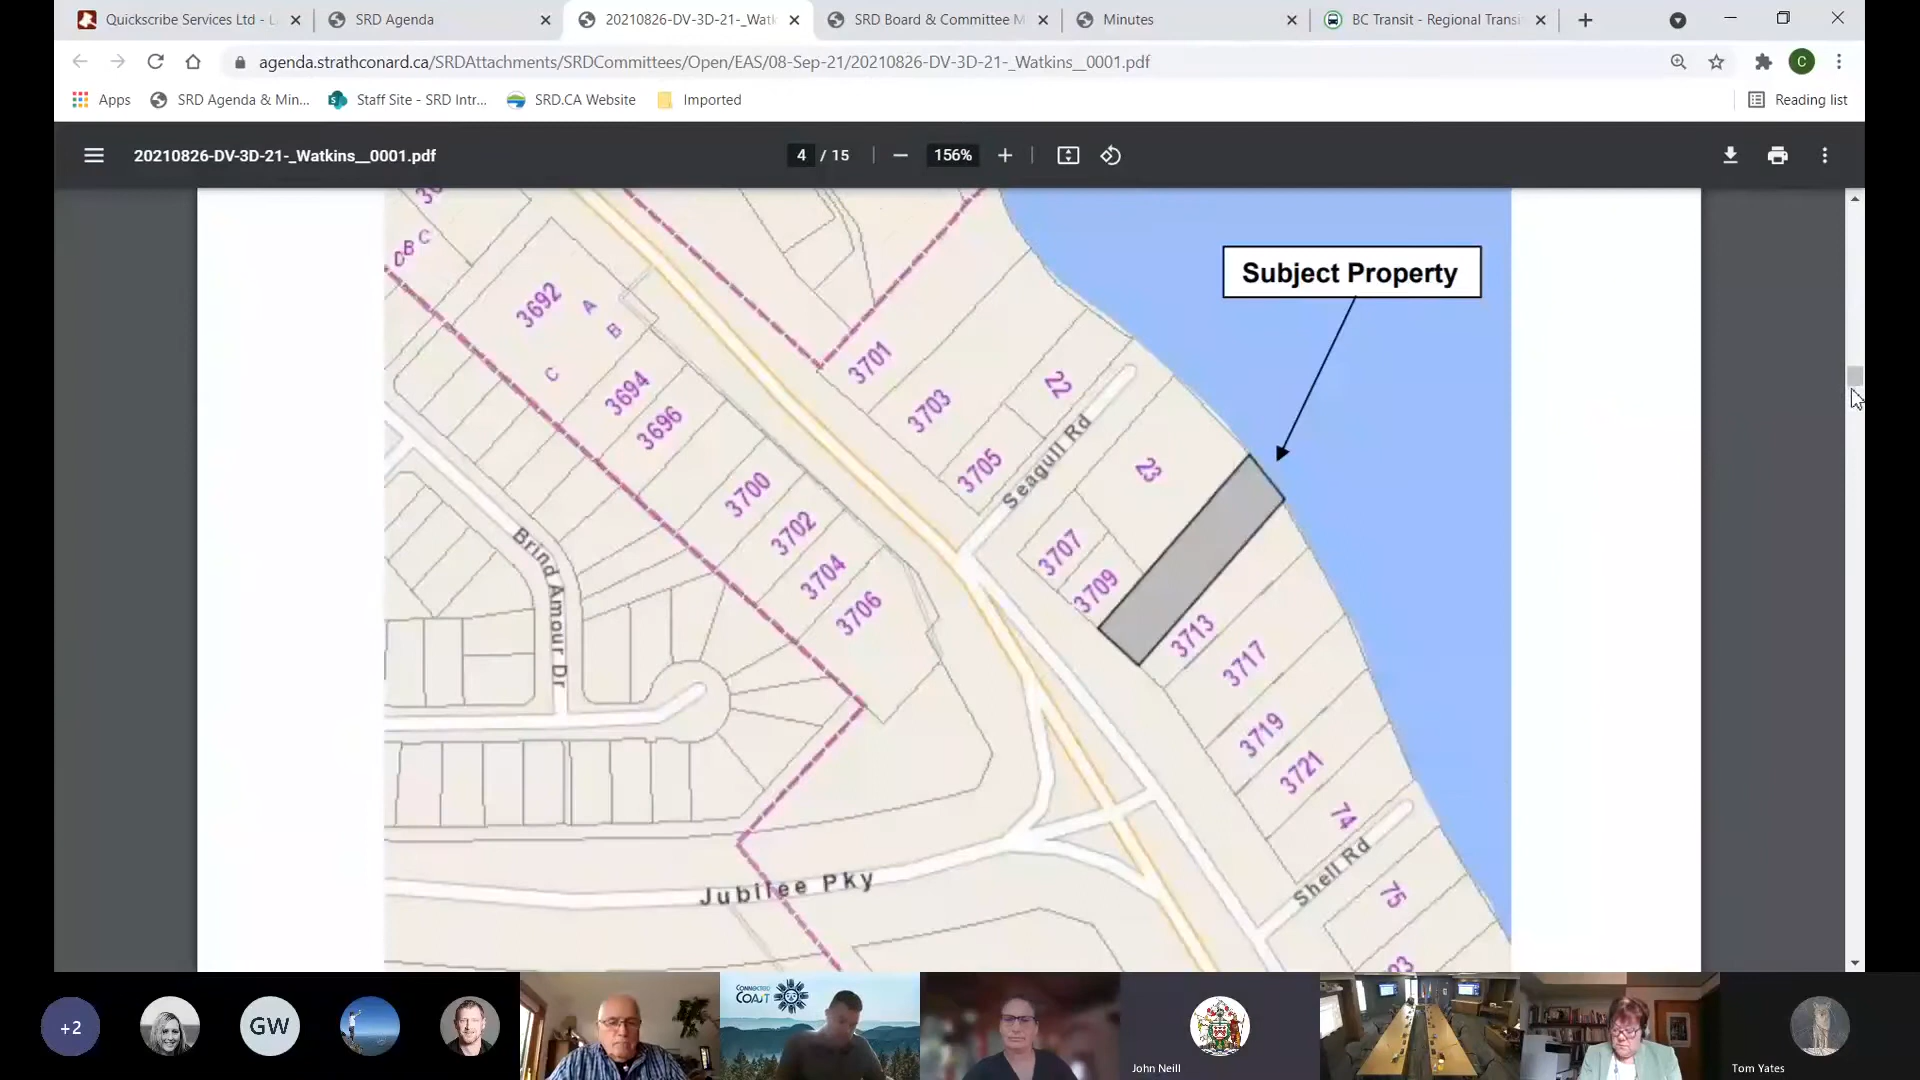 Quickscribe Services Ltd - L
SRD Agenda
20210826-DV-3D-21-_Watk
SRD Board & Committee M
Minutes
BC Transit - Regional Transi
agenda.strathconard.ca/SRDAttachments/SRDCommittees/Open/EAS/08-Sep-21/20210826-DV-3D-21-_Watkins__0001.pdf
C
Apps
SRD Agenda & Min...
Staff Site - SRD Intr...
SRD.CA Website
Imported
Reading list
20210826-DV-3D-21-_Watkins__0001.pdf
4 / 15
156%
Subject Property
B C
D
3692
A
B
C
3694
3696
3700
3702
3704
3706
3701
3703
3705
22
Seagull Rd
23
3707
3709
3713
3717
3719
3721
74
Shell Rd
75
Brind Amour Dr
Jubilee Pky
+2
GW
CONNECTED
COAST
John Neill
Tom Yates